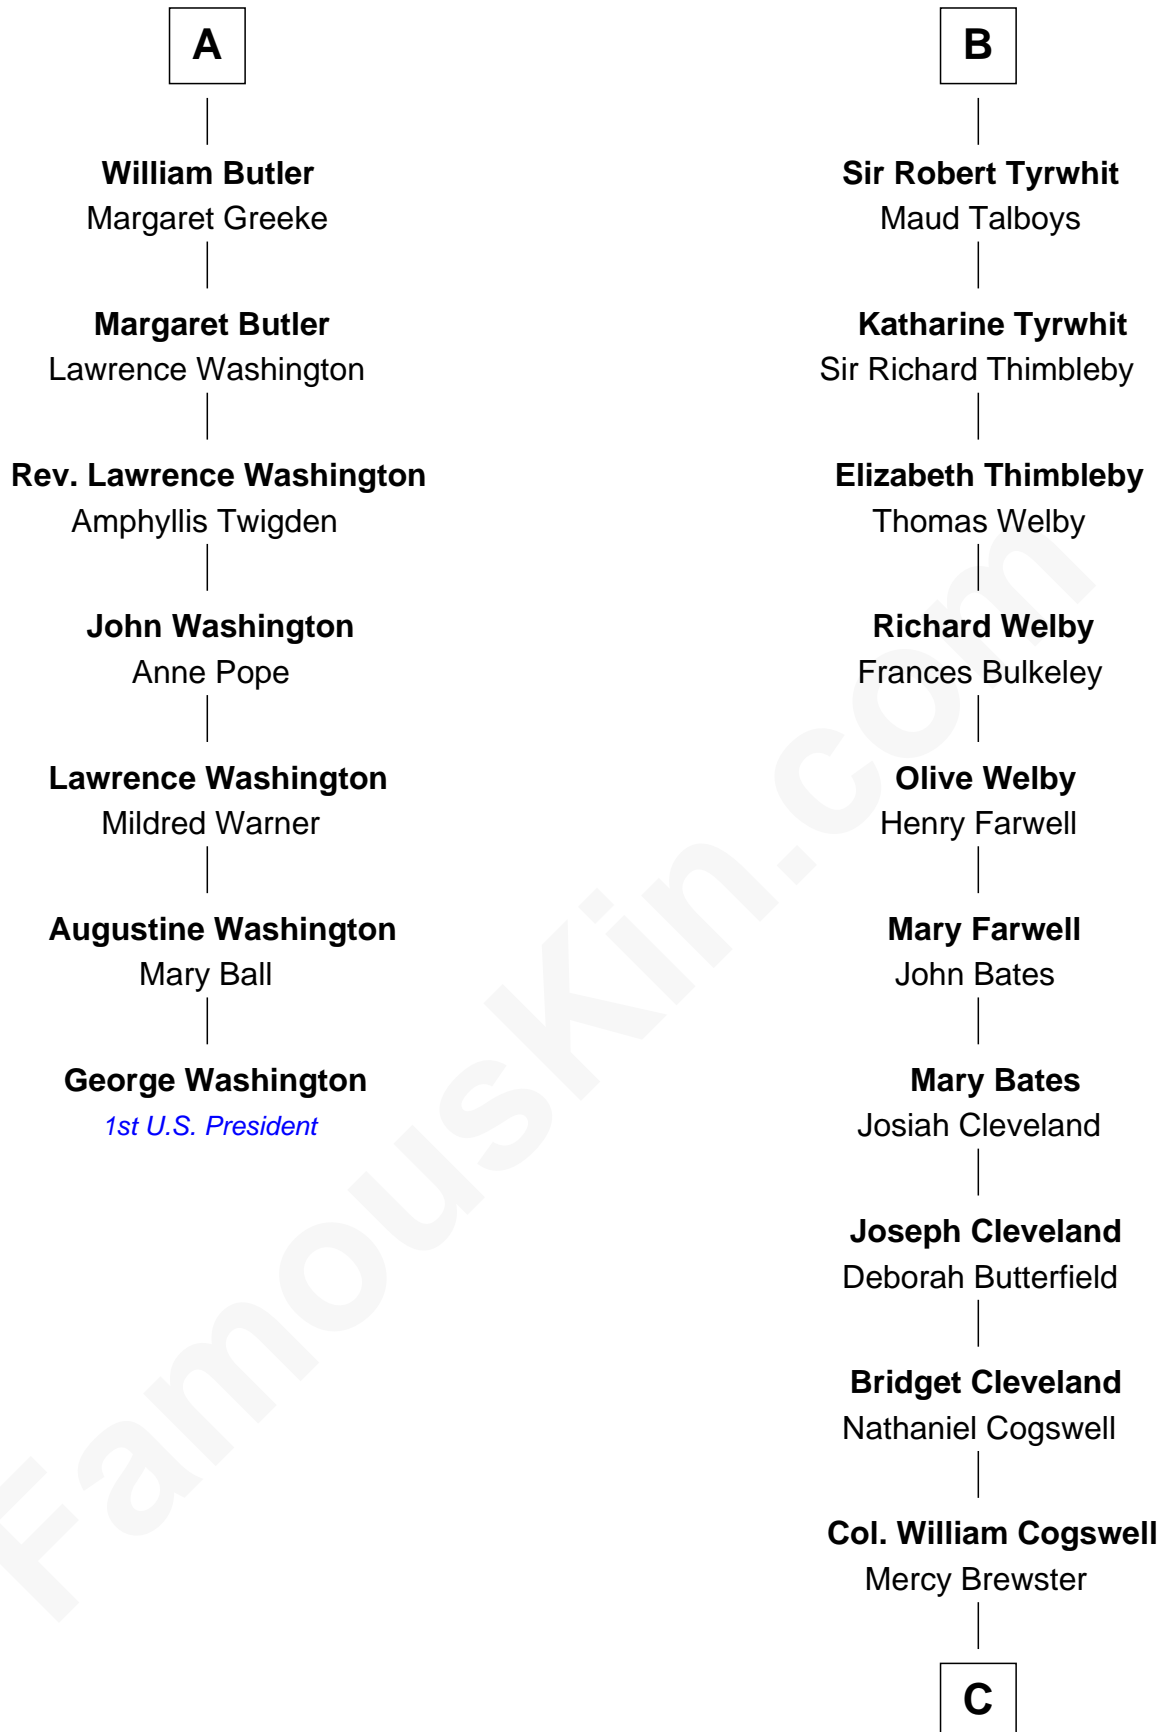 A
William Butler
Margaret Greeke
Margaret Butler
Lawrence Washington
Rev. Lawrence Washington
Amphyllis Twigden
John Washington
Anne Pope
Lawrence Washington
Mildred Warner
Augustine Washington
Mary Ball
George Washington
1st U.S. President
B
Sir Robert Tyrwhit
Maud Talboys
Katharine Tyrwhit
Sir Richard Thimbleby
Elizabeth Thimbleby
Thomas Welby
Richard Welby
Frances Bulkeley
Olive Welby
Henry Farwell
Mary Farwell
John Bates
Mary Bates
Josiah Cleveland
Joseph Cleveland
Deborah Butterfield
Bridget Cleveland
Nathaniel Cogswell
Col. William Cogswell
Mercy Brewster
C
FamousKin.com